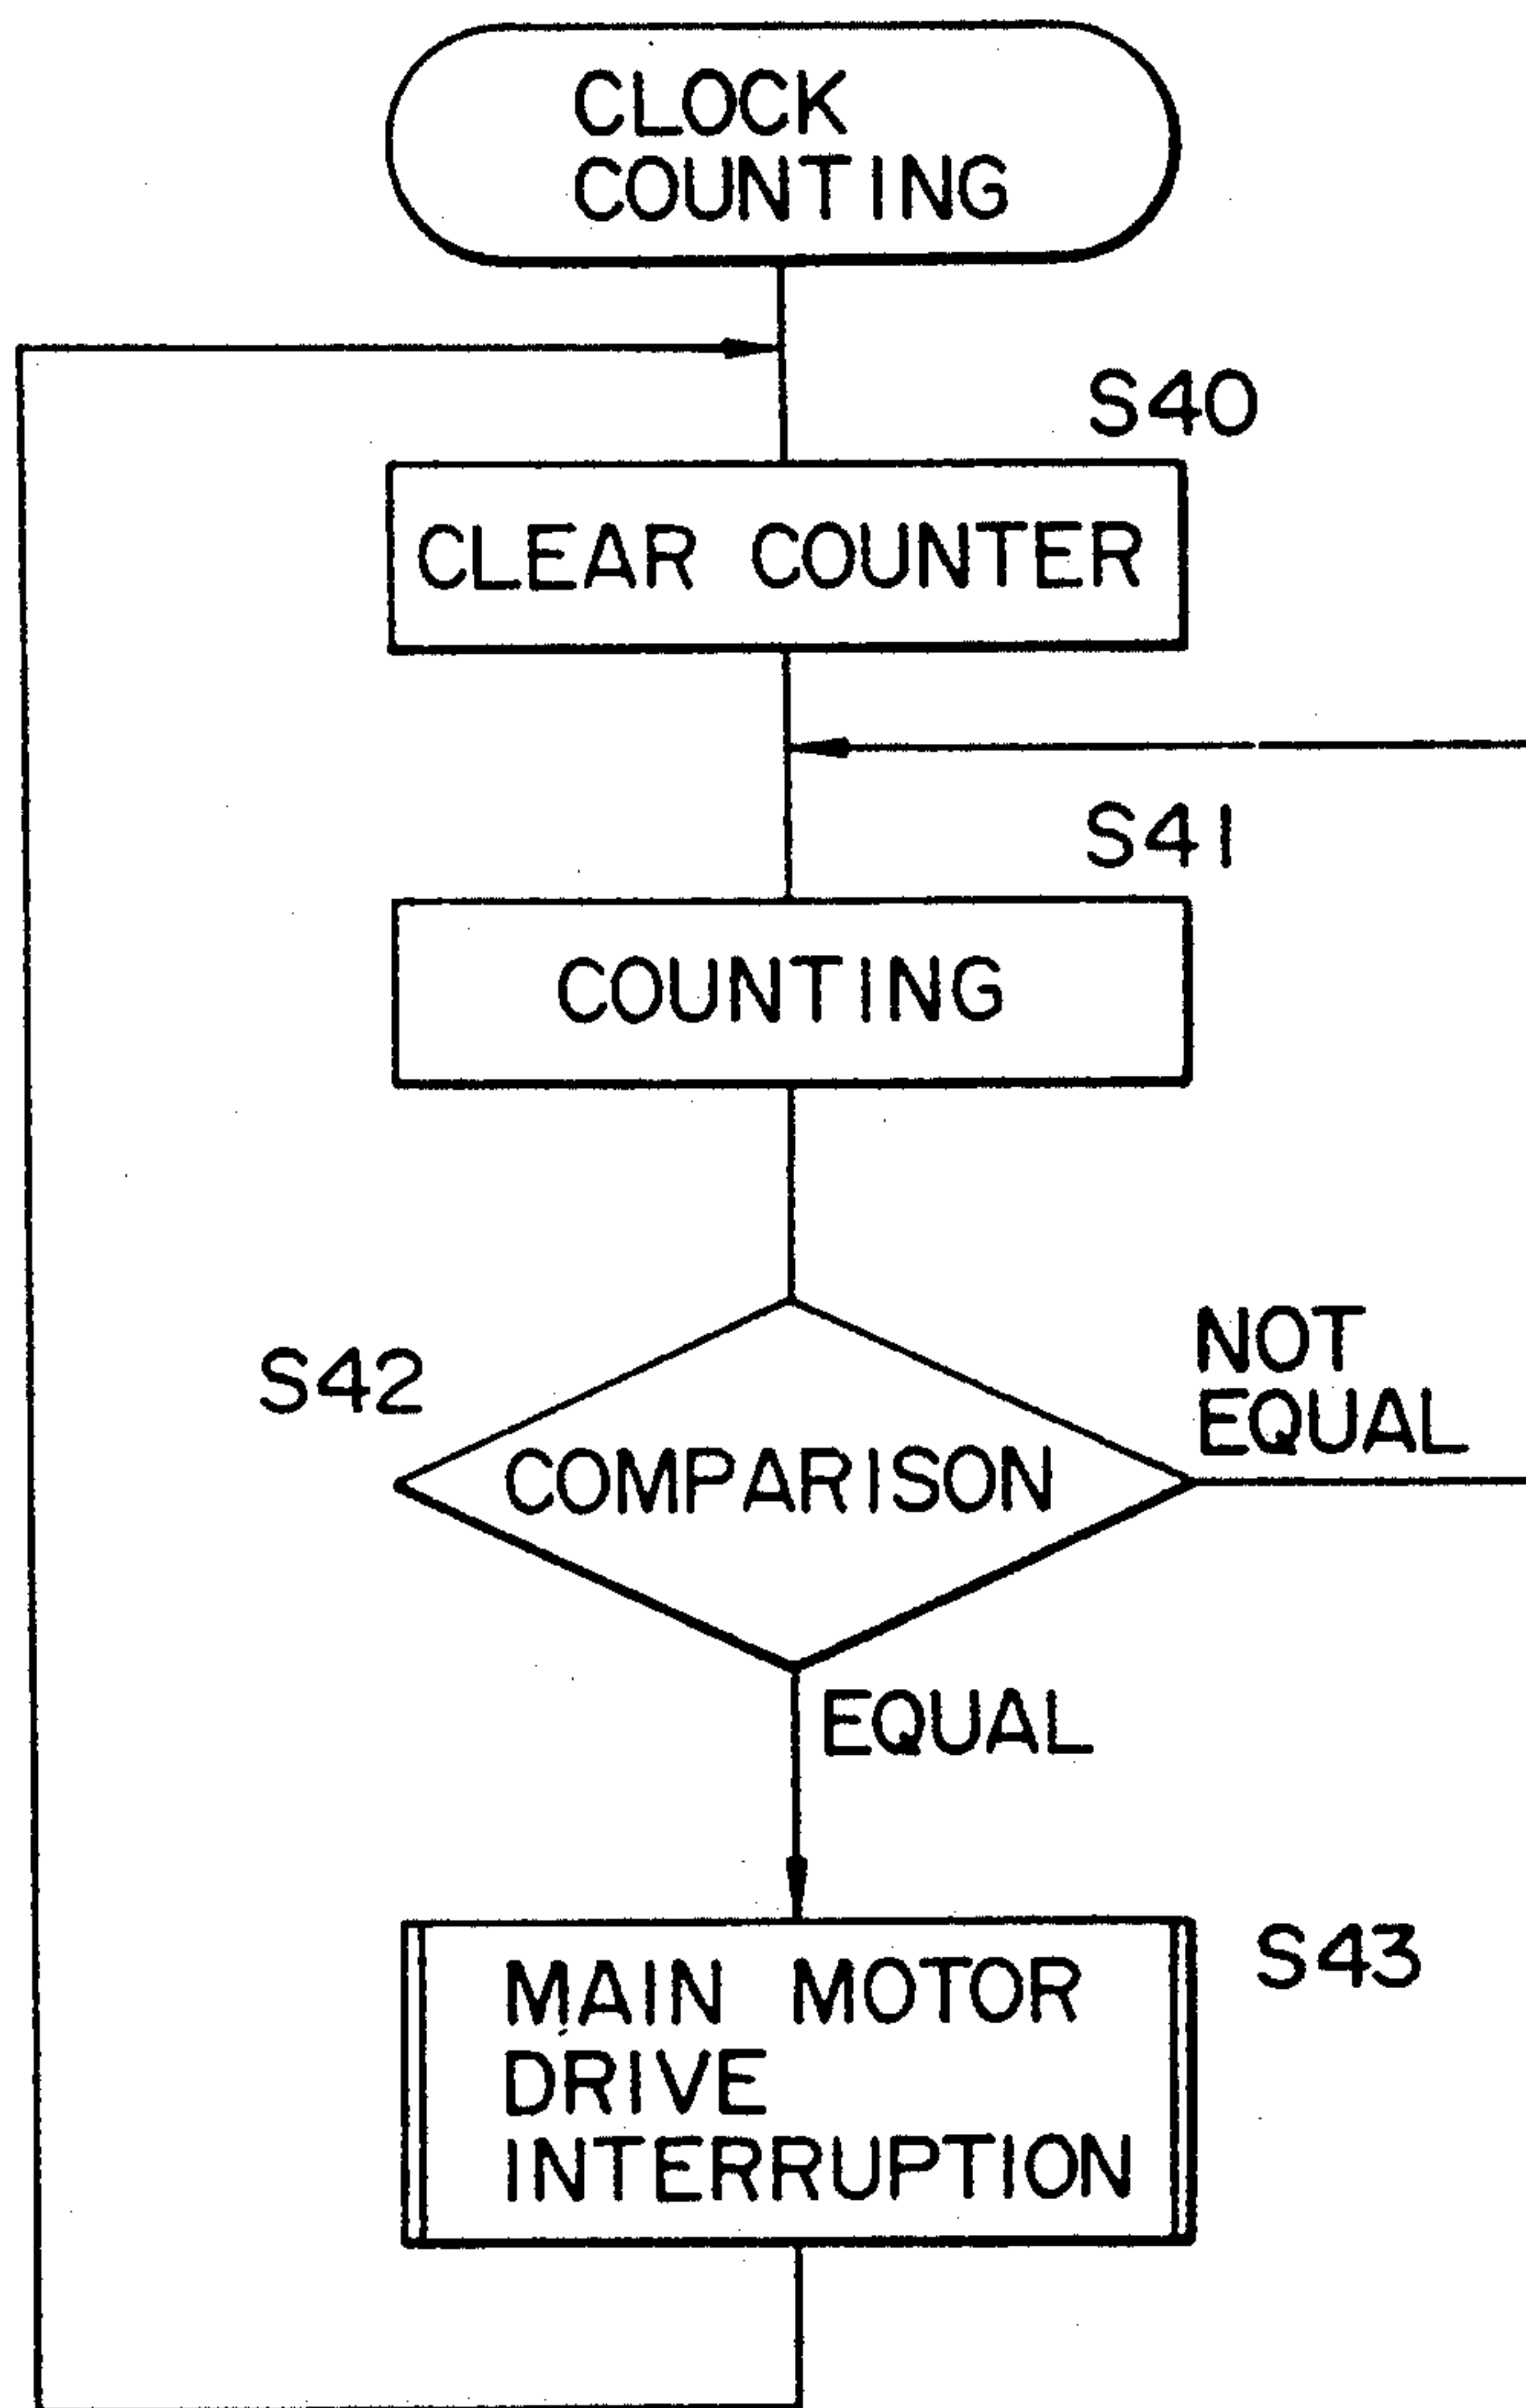 CLOCK
COUNTING
S40
CLEAR COUNTER
S41
COUNTING
S42
COMPARISON
NOT
EQUAL
EQUAL
S43
MAIN MOTOR
DRIVE
INTERRUPTION